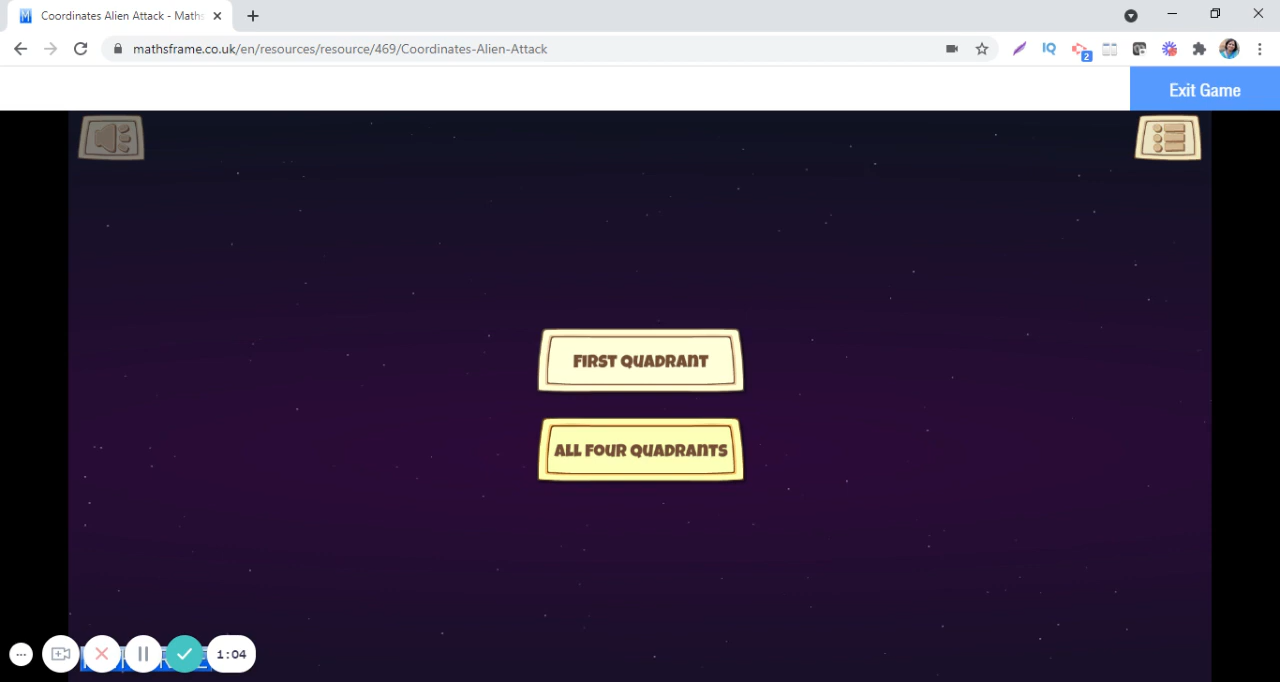 Coordinates Alien Attack - Maths
mathsframe.co.uk/en/resources/resource/469/Coordinates-Alien-Attack
IQ
2
Exit Game
FIRST QUADRANT
ALL FOUR QUADRANTS
1:04